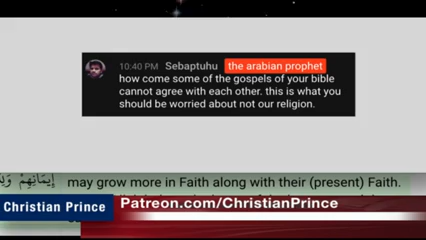 10:40 PM Sebaptuhu the arabian prophet
how come some of the gospels of your bible
cannot agree with each other. this is what you
should be worried about not our religion.
may grow more in Faith along with their (present) Faith.
Christian Prince
Patreon.com/ChristianPrince